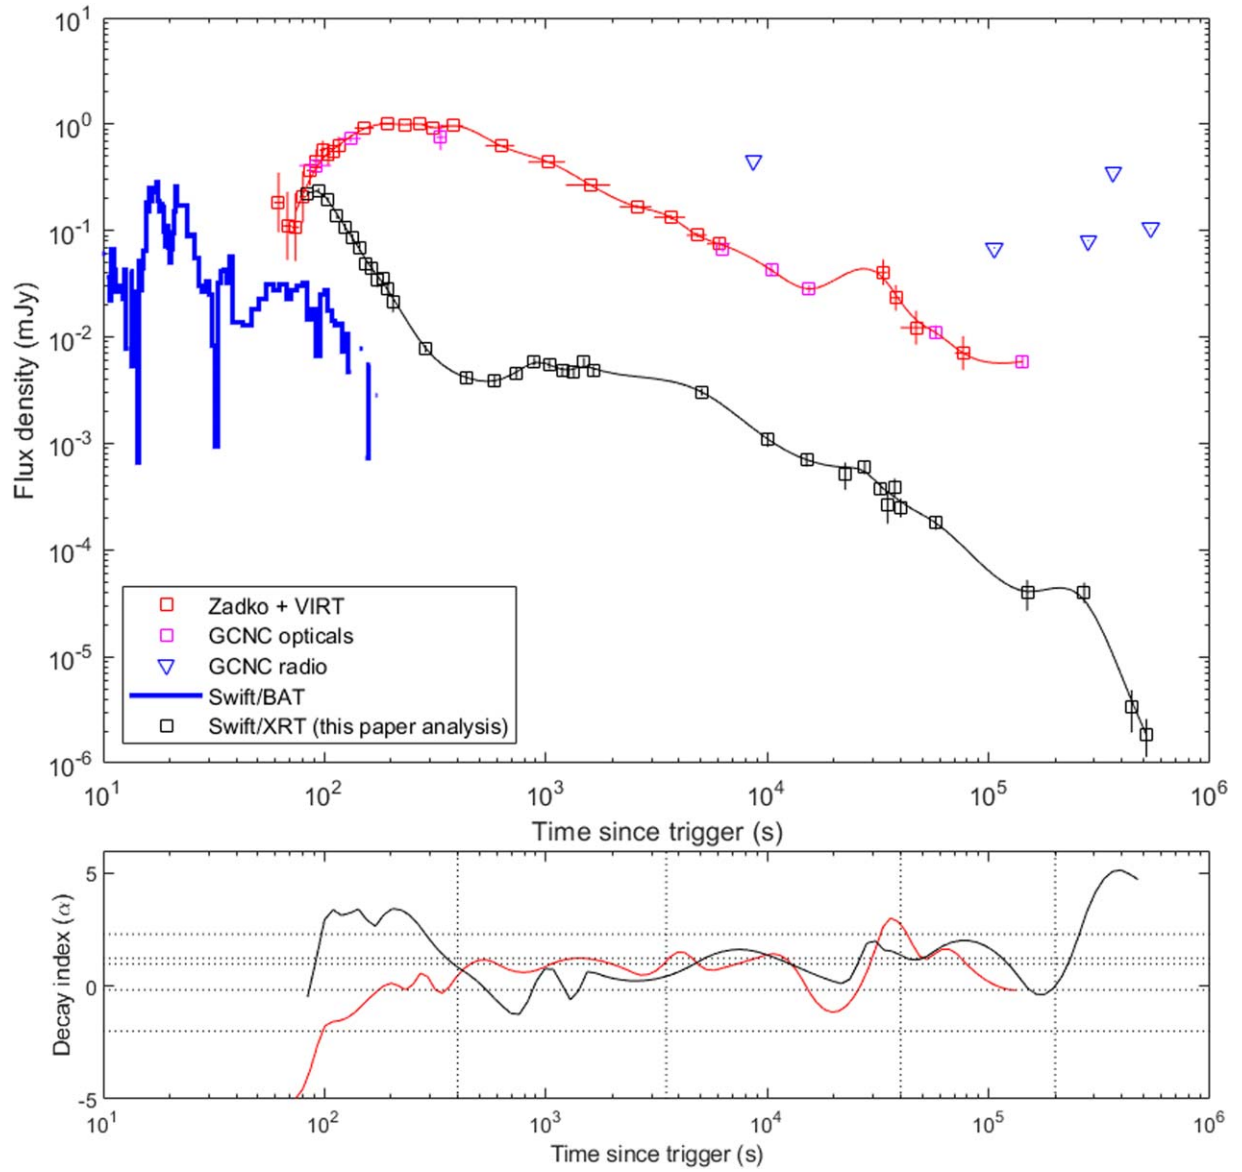 10^1
10^0
10^-1
10^-2
10^-3
10^-4
10^-5
10^-6
Flux density (mJy)
Zadko + VIRT
GCNC opticals
GCNC radio
Swift/BAT
Swift/XRT (this paper analysis)
10^1 10^2 10^3 10^4 10^5 10^6
Time since trigger (s)
5
0
-5
Decay index (α)
10^1 10^2 10^3 10^4 10^5 10^6
Time since trigger (s)